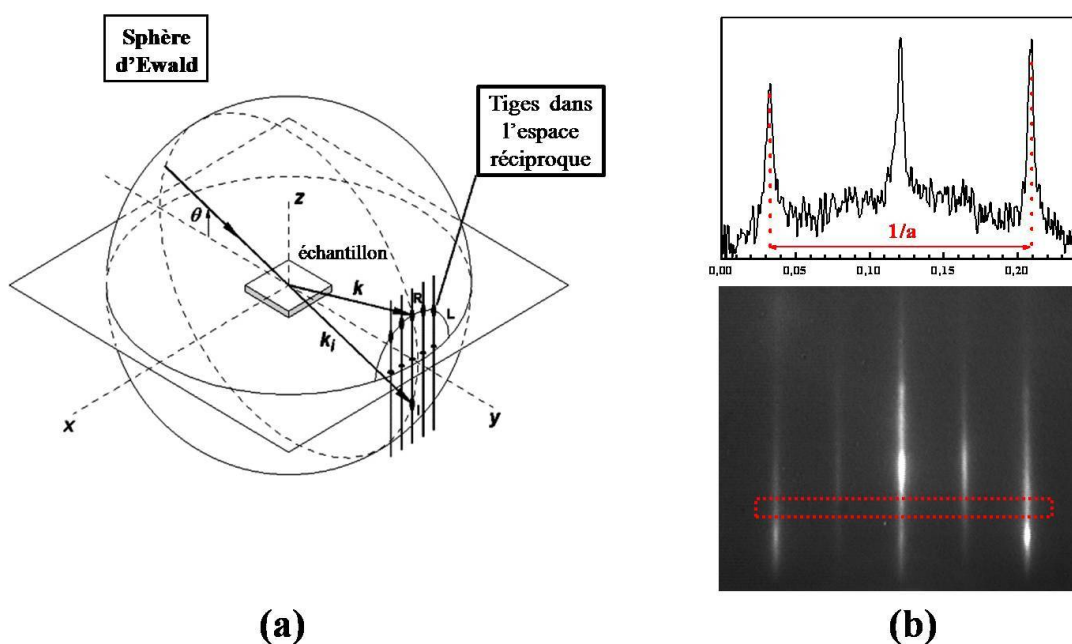 Sphère
d'Ewald
Tiges dans
l'espace
réciproque
z
θ
échantillon
k
R
L
k_i
I
x
y
(a)
1/a
0,00 0,05 0,10 0,15 0,20
(b)